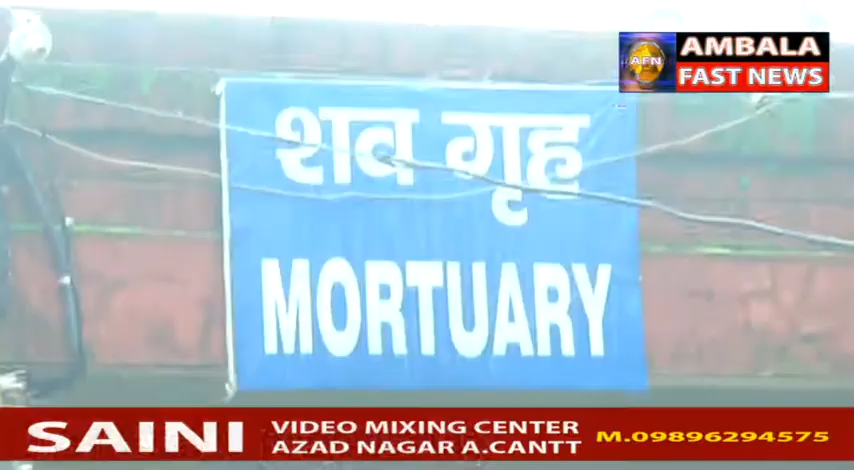 AFN
AMBALA
FAST NEWS
शव गृह
MORTUARY
SAINI
VIDEO MIXING CENTER
AZAD NAGAR A.CANTT
M.09896294575